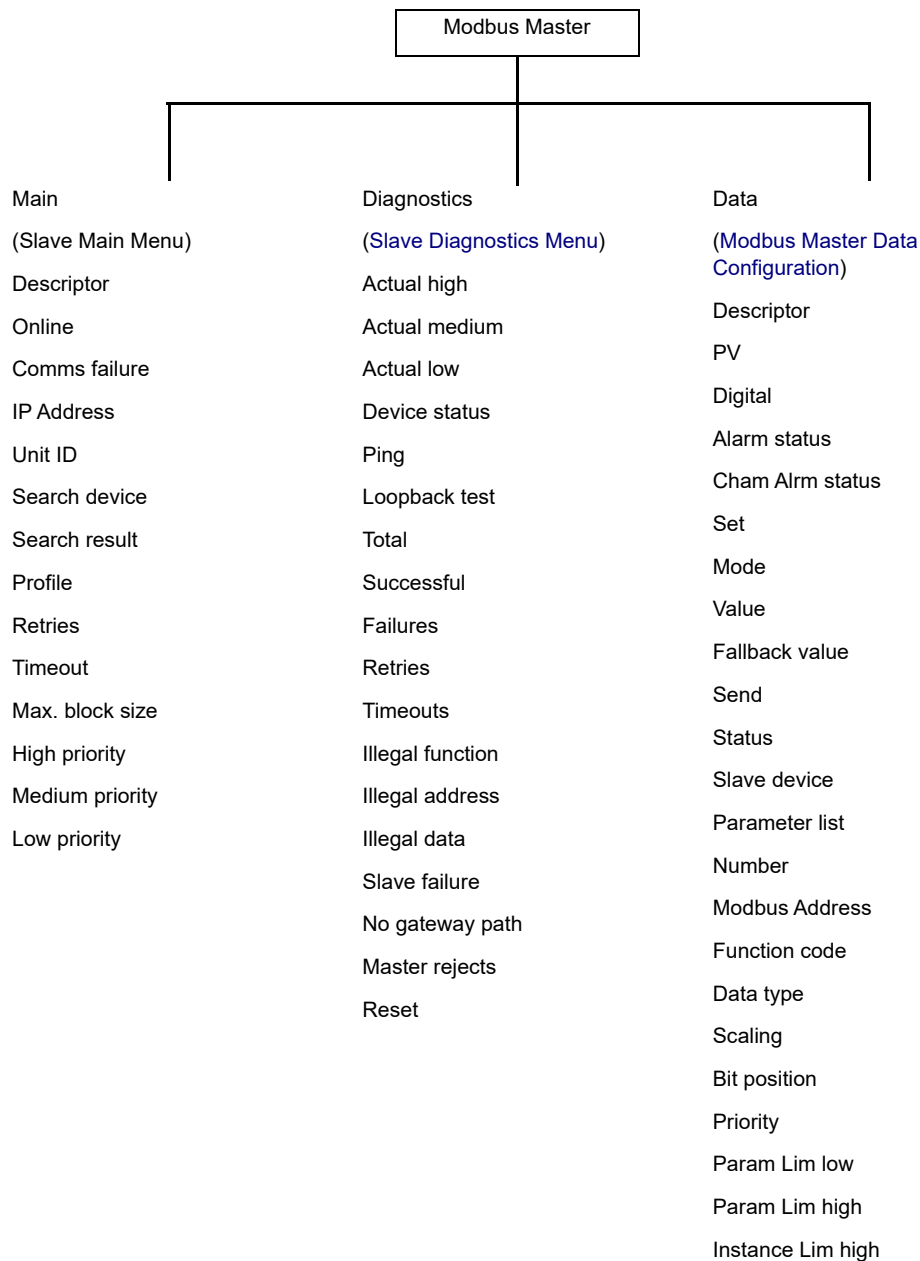 Modbus Master
Main
(Slave Main Menu)
Descriptor
Online
Comms failure
IP Address
Unit ID
Search device
Search result
Profile
Retries
Timeout
Max. block size
High priority
Medium priority
Low priority
Diagnostics
(Slave Diagnostics Menu)
Actual high
Actual medium
Actual low
Device status
Ping
Loopback test
Total
Successful
Failures
Retries
Timeouts
Illegal function
Illegal address
Illegal data
Slave failure
No gateway path
Master rejects
Reset
Data
(Modbus Master Data
Configuration)
Descriptor
PV
Digital
Alarm status
Cham Alrm status
Set
Mode
Value
Fallback value
Send
Status
Slave device
Parameter list
Number
Modbus Address
Function code
Data type
Scaling
Bit position
Priority
Param Lim low
Param Lim high
Instance Lim high